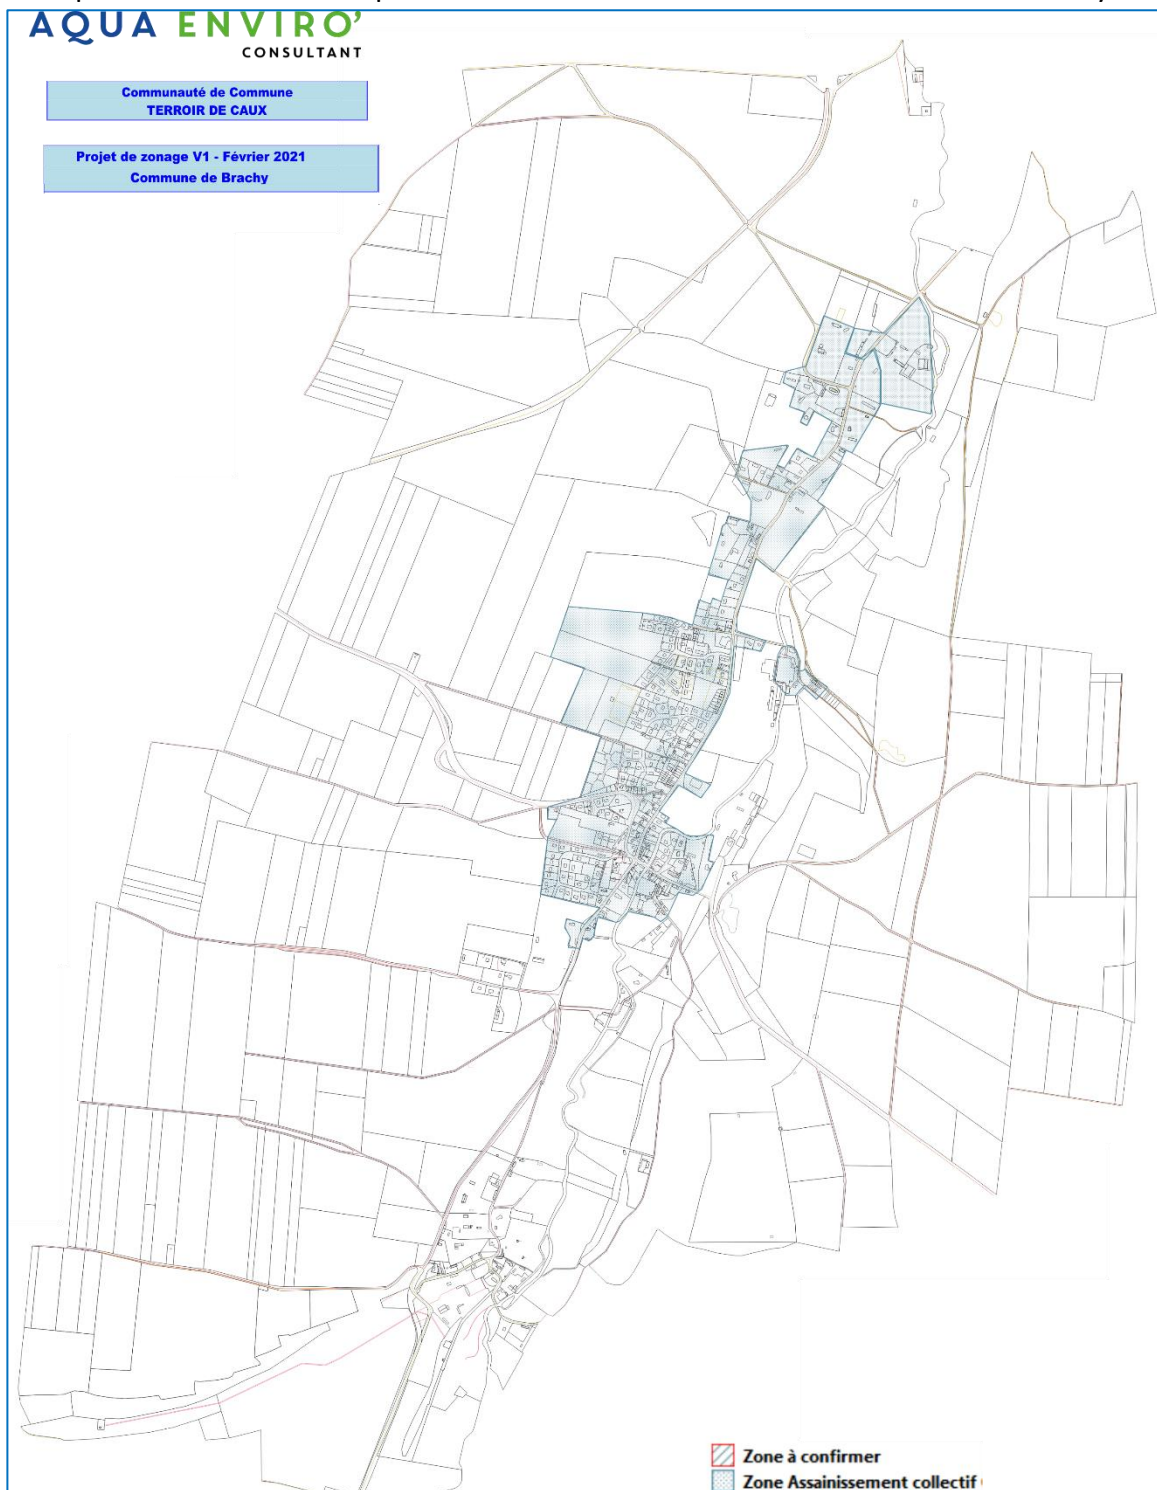 AQUA ENVIRO’
CONSULTANT
Communauté de Commune
TERROIR DE CAUX
Projet de zonage V1 - Février 2021
Commune de Brachy
Zone à confirmer
Zone Assainissement collectif